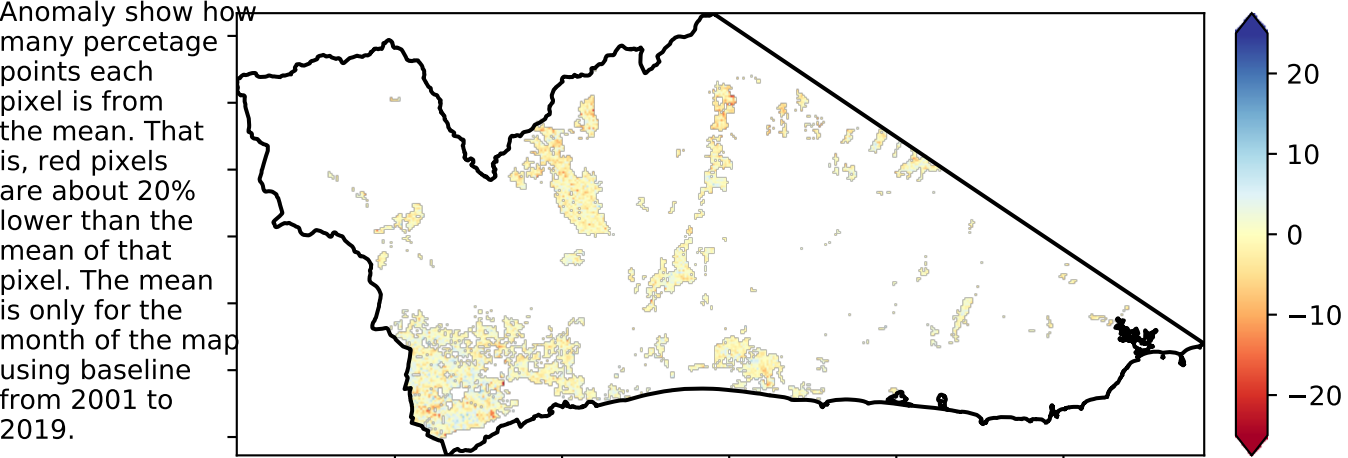 Anomaly show how
many percetage
points each
pixel is from
the mean. That
is, red pixels
are about 20%
lower than the
mean of that
pixel. The mean
is only for the
month of the map
using baseline
from 2001 to
2019.
20
10
0
−10
−20